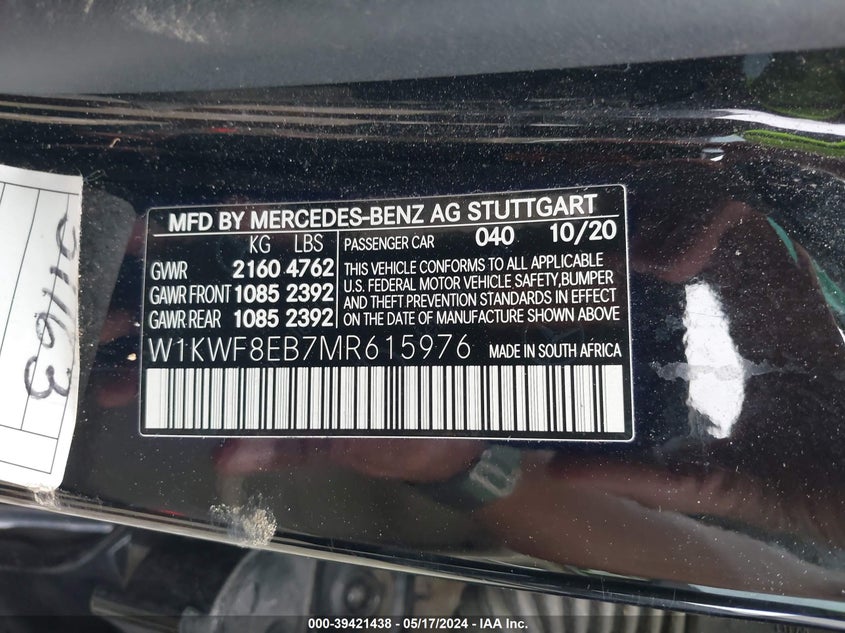 MFD BY MERCEDES-BENZ AG STUTTGART
KG LBS
GVWR 2160 4762
GAWR FRONT 1085 2392
GAWR REAR 1085 2392
PASSENGER CAR 040 10/20
THIS VEHICLE CONFORMS TO ALL APPLICABLE
U.S. FEDERAL MOTOR VEHICLE SAFETY,BUMPER
AND THEFT PREVENTION STANDARDS IN EFFECT
ON THE DATE OF MANUFACTURE SHOWN ABOVE
W1KWF8EB7MR615976 MADE IN SOUTH AFRICA
000-39421438 - 05/17/2024 - IAA Inc.